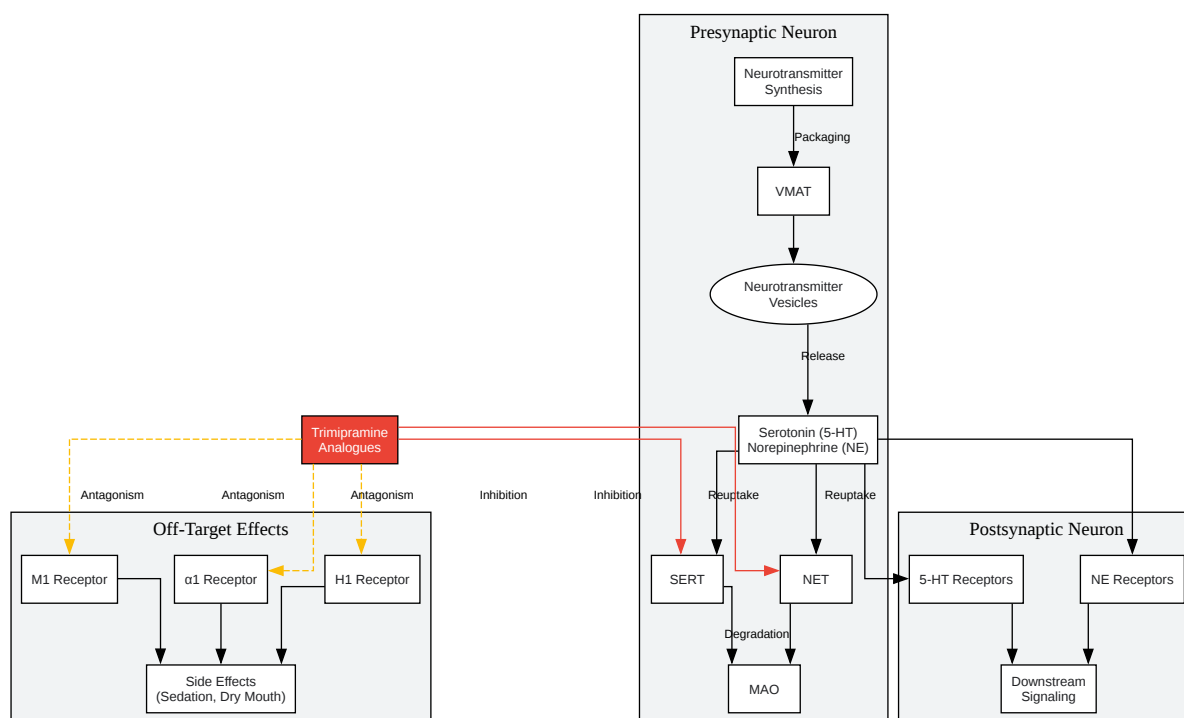 Presynaptic Neuron
Neurotransmitter
Synthesis
Packaging
VMAT
Neurotransmitter
Vesicles
Release
Trimipramine
Analogues
Serotonin (5-HT)
Norepinephrine (NE)
Antagonism
Antagonism
Antagonism
Inhibition
Inhibition
Reuptake
Reuptake
Off-Target Effects
Postsynaptic Neuron
M1 Receptor
α1 Receptor
H1 Receptor
SERT
NET
5-HT Receptors
NE Receptors
Degradation
Side Effects
(Sedation, Dry Mouth)
MAO
Downstream
Signaling